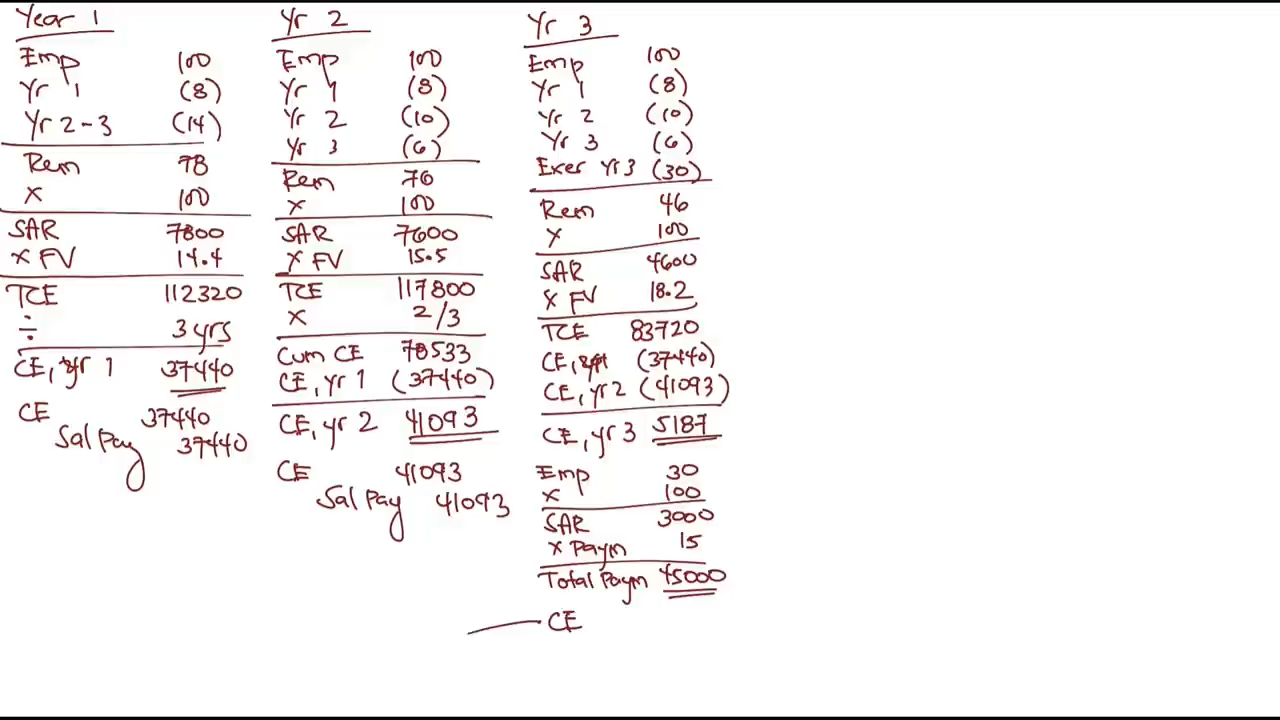 Year 1
Emp 100
Yr 1 (8)
Yr 2-3 (14)
Rem 78
X 100
SAR 7800
X FV 14.4
TCE 112320
÷ 3 yrs
CE, yr 1 37440
CE 37440
Sal Pay 37440
Yr 2
Emp 100
Yr 1 (8)
Yr 2 (10)
Yr 3 (6)
Rem 76
X 100
SAR 7600
X FV 15.5
TCE 117800
X 2/3
Cum CE 78533
CE, yr 1 (37440)
CE, yr 2 41093
CE 41093
Sal Pay 41093
Yr 3
Emp 100
Yr 1 (8)
Yr 2 (10)
Yr 3 (6)
Exer Yr3 (30)
Rem 46
X 100
SAR 4600
X FV 18.2
TCE 83720
CE, yr1 (37440)
CE, yr 2 (41093)
CE, yr 3 5187
Emp 30
X 100
SAR 3000
X Paym 15
Total Paym 45000
CE